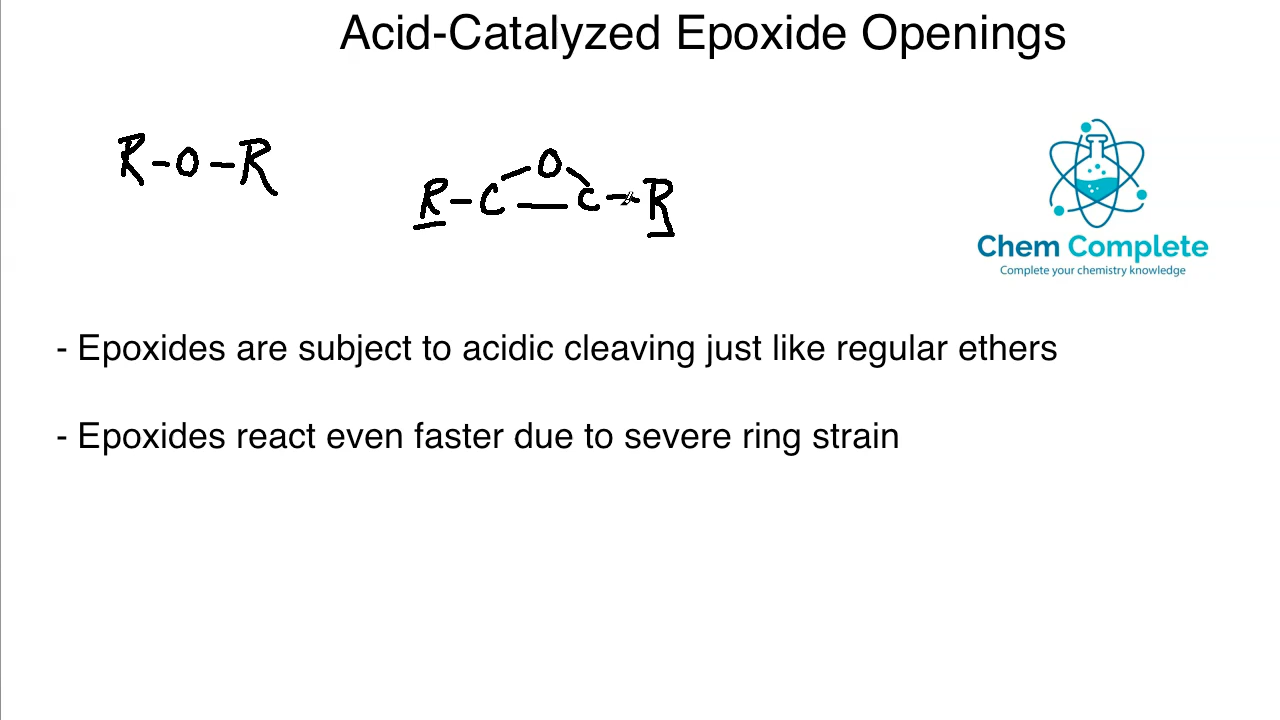 Acid-Catalyzed Epoxide Openings
R-O-R
O
R-C-C-R
Chem Complete
Complete your chemistry knowledge
- Epoxides are subject to acidic cleaving just like regular ethers
- Epoxides react even faster due to severe ring strain